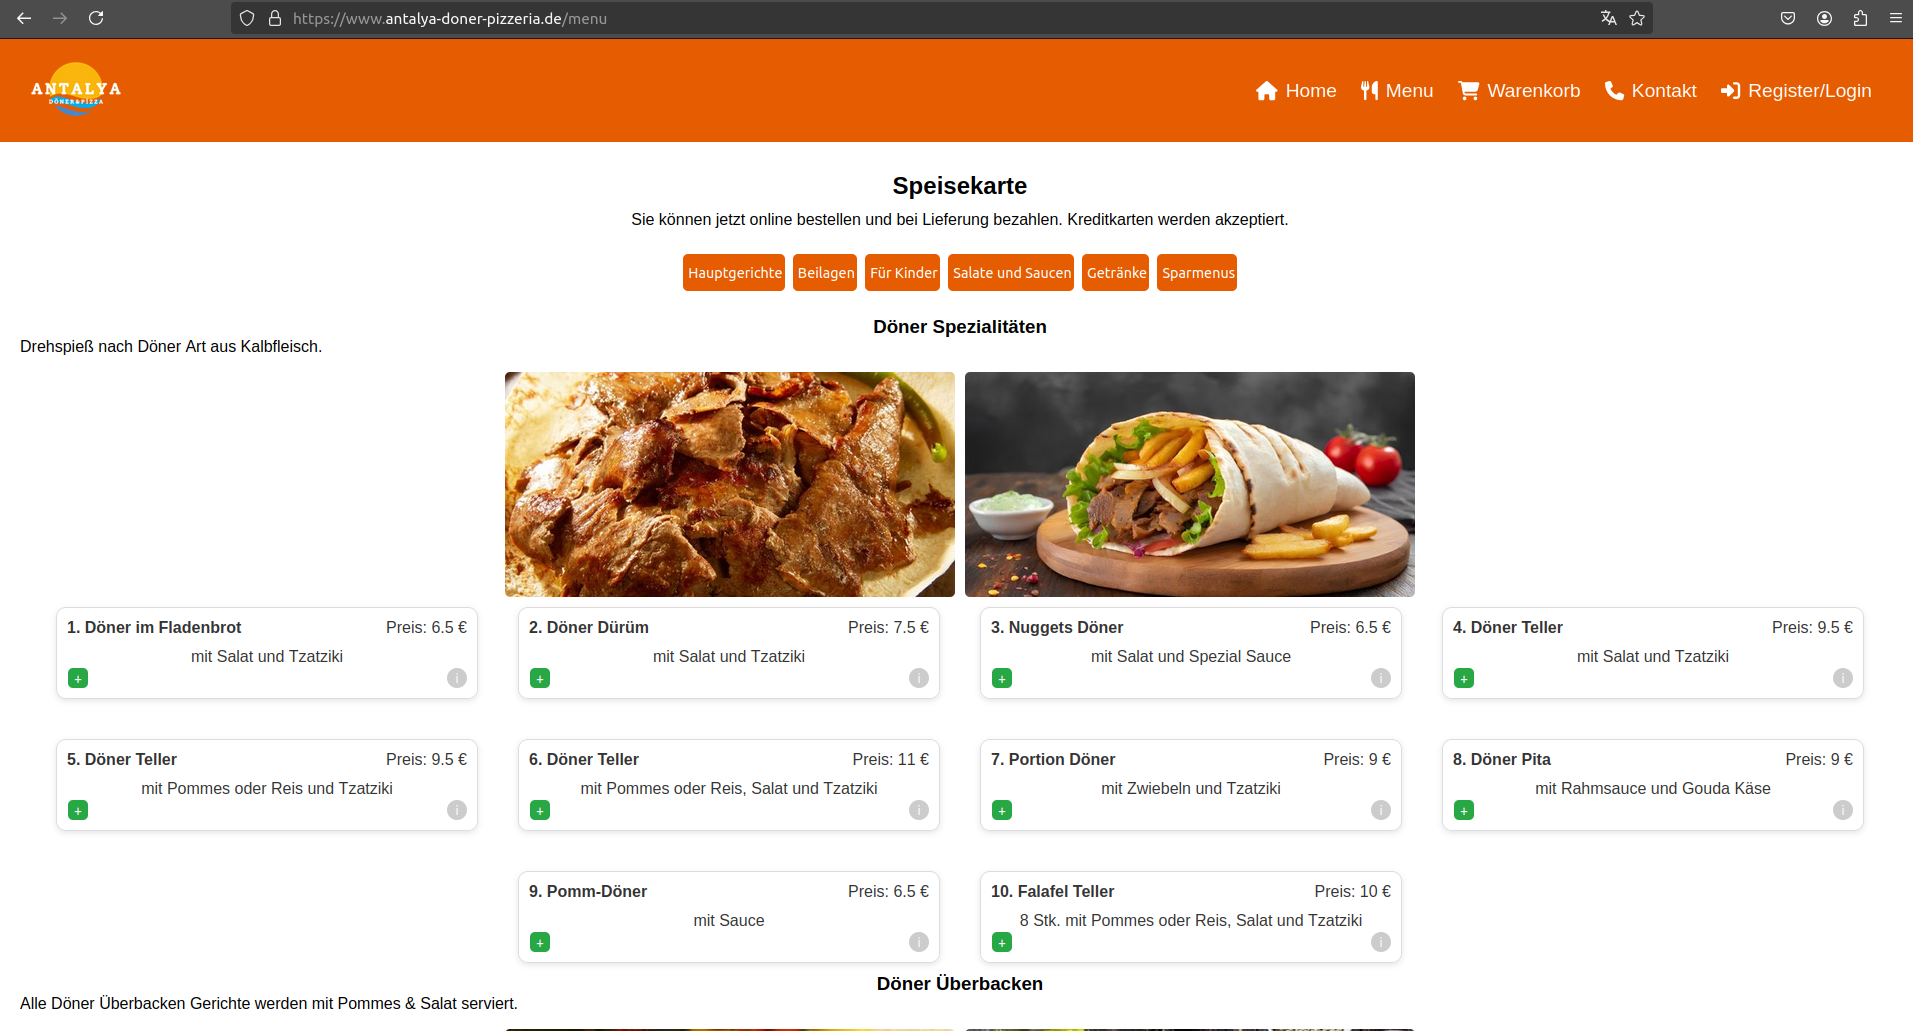 https://www.antalya-doner-pizzeria.de/menu
ANTALYA
DÖNER&PIZZA
Home Menu Warenkorb Kontakt Register/Login
Speisekarte
Sie können jetzt online bestellen und bei Lieferung bezahlen. Kreditkarten werden akzeptiert.
Hauptgerichte Beilagen Für Kinder Salate und Saucen Getränke Sparmenus
Döner Spezialitäten
Drehspieß nach Döner Art aus Kalbfleisch.
1. Döner im Fladenbrot Preis: 6.5 €
mit Salat und Tzatziki
+ i
2. Döner Dürüm Preis: 7.5 €
mit Salat und Tzatziki
+ i
3. Nuggets Döner Preis: 6.5 €
mit Salat und Spezial Sauce
+ i
4. Döner Teller Preis: 9.5 €
mit Salat und Tzatziki
+ i
5. Döner Teller Preis: 9.5 €
mit Pommes oder Reis und Tzatziki
+ i
6. Döner Teller Preis: 11 €
mit Pommes oder Reis, Salat und Tzatziki
+ i
7. Portion Döner Preis: 9 €
mit Zwiebeln und Tzatziki
+ i
8. Döner Pita Preis: 9 €
mit Rahmsauce und Gouda Käse
+ i
9. Pomm-Döner Preis: 6.5 €
mit Sauce
+ i
10. Falafel Teller Preis: 10 €
8 Stk. mit Pommes oder Reis, Salat und Tzatziki
+ i
Döner Überbacken
Alle Döner Überbacken Gerichte werden mit Pommes & Salat serviert.